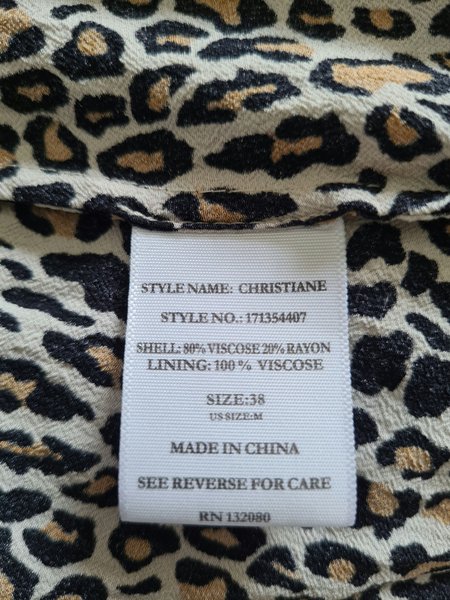 STYLE NAME: CHRISTIANE
STYLE NO.: 171354407
SHELL: 80% VISCOSE 20% RAYON
LINING: 100 % VISCOSE
SIZE:38
US SIZE:M
MADE IN CHINA
SEE REVERSE FOR CARE
RN 132080